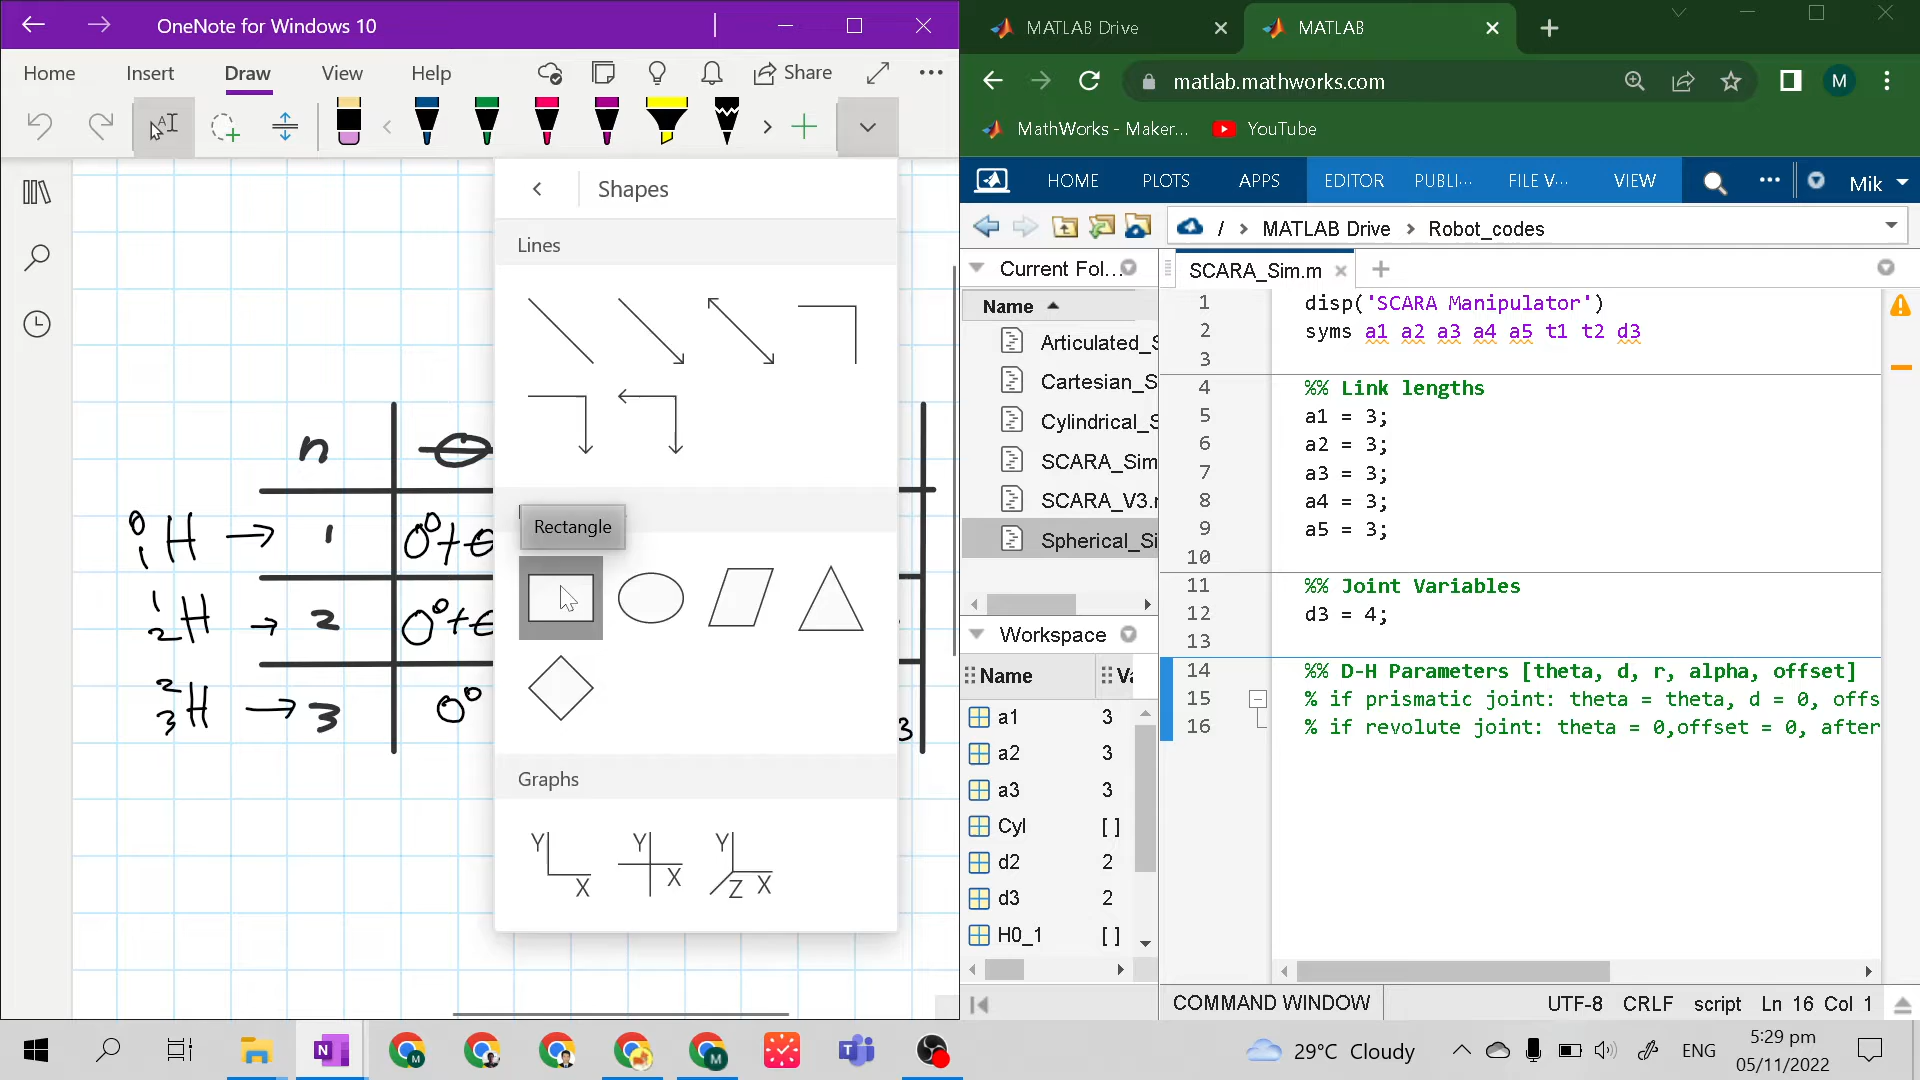 OneNote for Windows 10
Home Insert Draw View Help Share
Shapes
Lines
Rectangle
Graphs
Y X
Y X
Y Z X
n θ
⁰₁H → 1 0°+θ
¹₂H → 2 0°+θ
²₃H → 3 0°
3
MATLAB Drive
MATLAB
matlab.mathworks.com
M
MathWorks - Maker...
YouTube
HOME PLOTS APPS EDITOR PUBLI... FILE V... VIEW
Mik
/ MATLAB Drive Robot_codes
Current Fol...
Name
Articulated_S
Cartesian_S
Cylindrical_S
SCARA_Sim
SCARA_V3.r
Spherical_Si
Workspace
Name Va
a1 3
a2 3
a3 3
Cyl [ ]
d2 2
d3 2
H0_1 [ ]
SCARA_Sim.m
1 disp('SCARA Manipulator')
2 syms a1 a2 a3 a4 a5 t1 t2 d3
3
4 %% Link lengths
5 a1 = 3;
6 a2 = 3;
7 a3 = 3;
8 a4 = 3;
9 a5 = 3;
10
11 %% Joint Variables
12 d3 = 4;
13
14 %% D-H Parameters [theta, d, r, alpha, offset]
15 % if prismatic joint: theta = theta, d = 0, offs
16 % if revolute joint: theta = 0,offset = 0, after
COMMAND WINDOW
UTF-8 CRLF script Ln 16 Col 1
29°C Cloudy
ENG
5:29 pm
05/11/2022